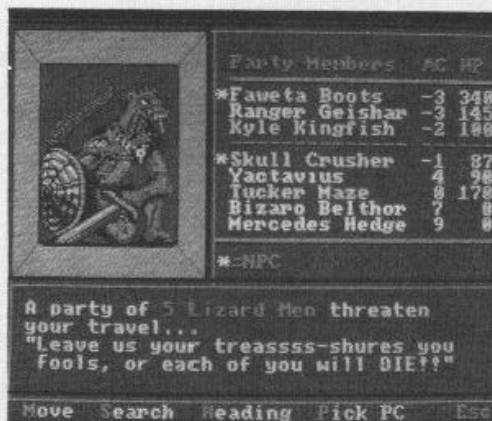 Party Members AC HP
*Faweta Boots -3 340
Ranger Geishar -3 145
Kyle Kingfish -2 100
*Skull Crusher -1 87
Yactavius 4 90
Tucker Maze 0 170
Bizaro Belthor 7 0
Mercedes Hedge 9 0
*=NPC
A party of 5 Lizard Men threaten
your travel...
"Leave us your treassss-shures you
fools, or each of you will DIE!!"
Move Search Heading Pick PC Esc